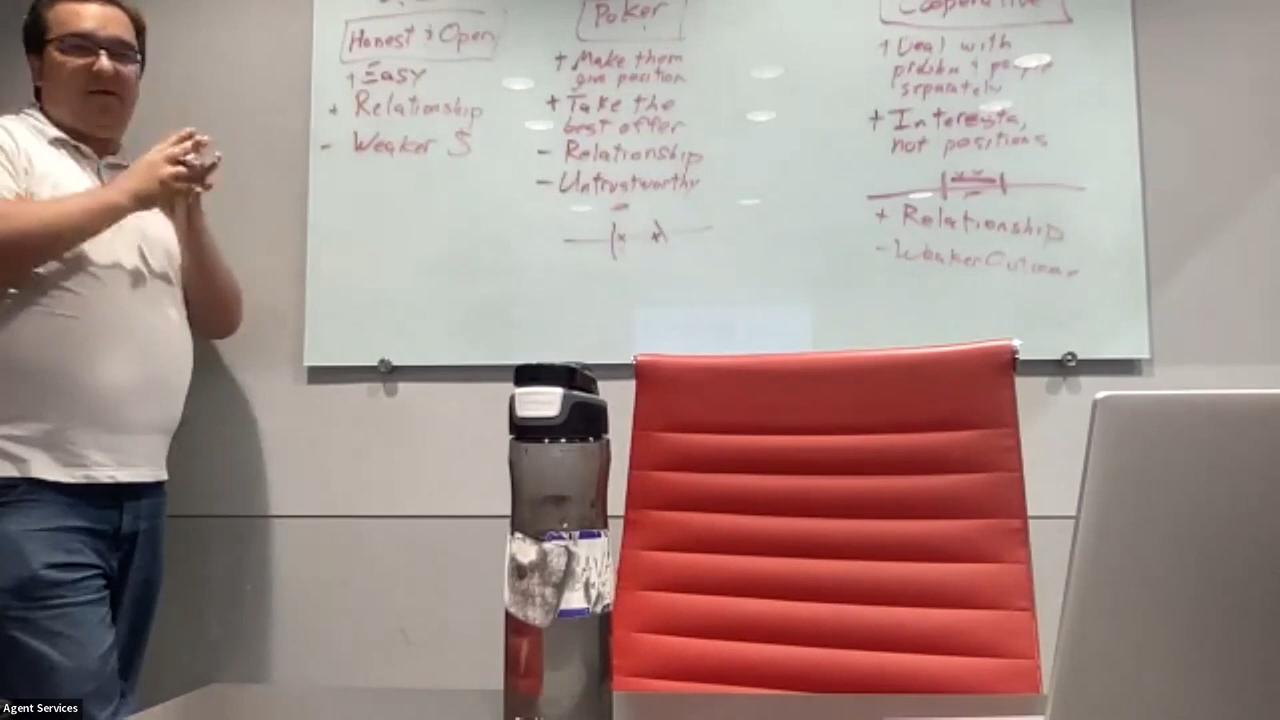 Honest & Open
+ Easy
+ Relationship
- Weaker $
Poker
+ Make them
give position
+ Take the
best offer
- Relationship
- Untrustworthy
Cooperative
+ Deal with
problem & people
separately
+ Interests,
not positions
+ Relationship
- Weaker Outcome
Agent Services